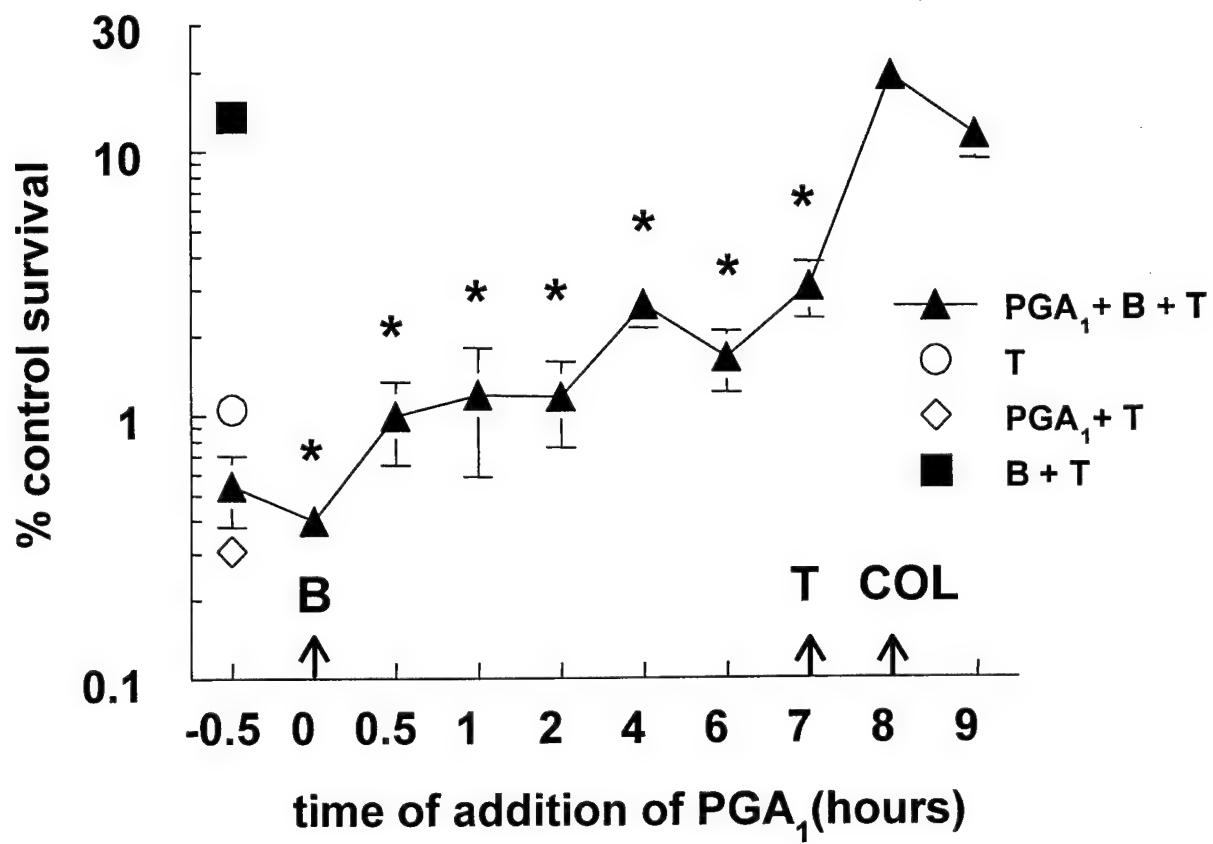 30
10
1
0.1
% control survival
*
*
*
*
*
*
*
PGA1 + B + T
T
PGA1 + T
B + T
B
T
COL
-0.5 0 0.5 1 2 4 6 7 8 9
time of addition of PGA1(hours)